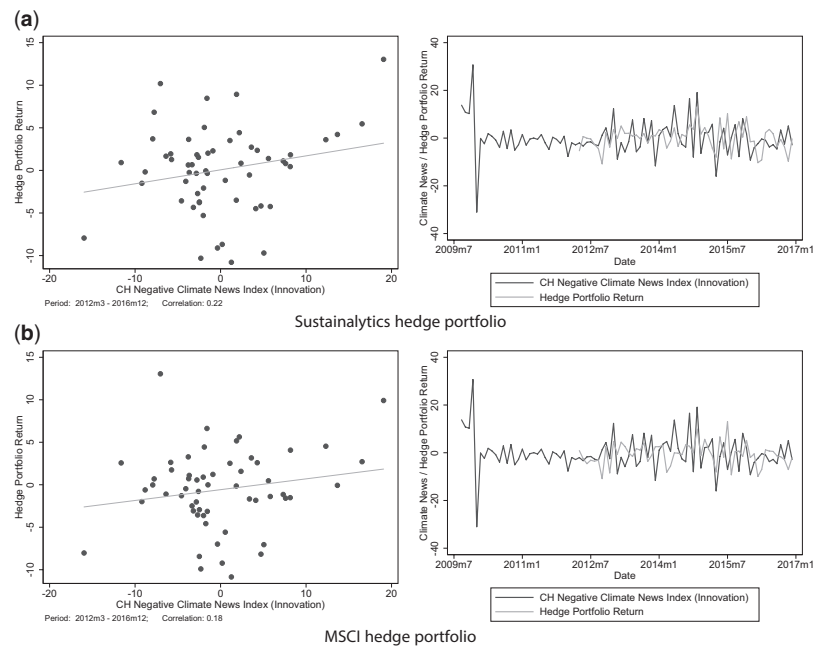 (a)
Hedge Portfolio Return
15
10
5
0
-5
-10
-20
-10
0
10
20
CH Negative Climate News Index (Innovation)
Period: 2012m3 - 2016m12; Correlation: 0.22
Climate News / Hedge Portfolio Return
40
20
0
-20
-40
2009m7
2011m1
2012m7
2014m1
2015m7
2017m1
Date
CH Negative Climate News Index (Innovation)
Hedge Portfolio Return
Sustainalytics hedge portfolio
(b)
Hedge Portfolio Return
15
10
5
0
-5
-10
-20
-10
0
10
20
CH Negative Climate News Index (Innovation)
Period: 2012m3 - 2016m12; Correlation: 0.18
Climate News / Hedge Portfolio Return
40
20
0
-20
-40
2009m7
2011m1
2012m7
2014m1
2015m7
2017m1
Date
CH Negative Climate News Index (Innovation)
Hedge Portfolio Return
MSCI hedge portfolio